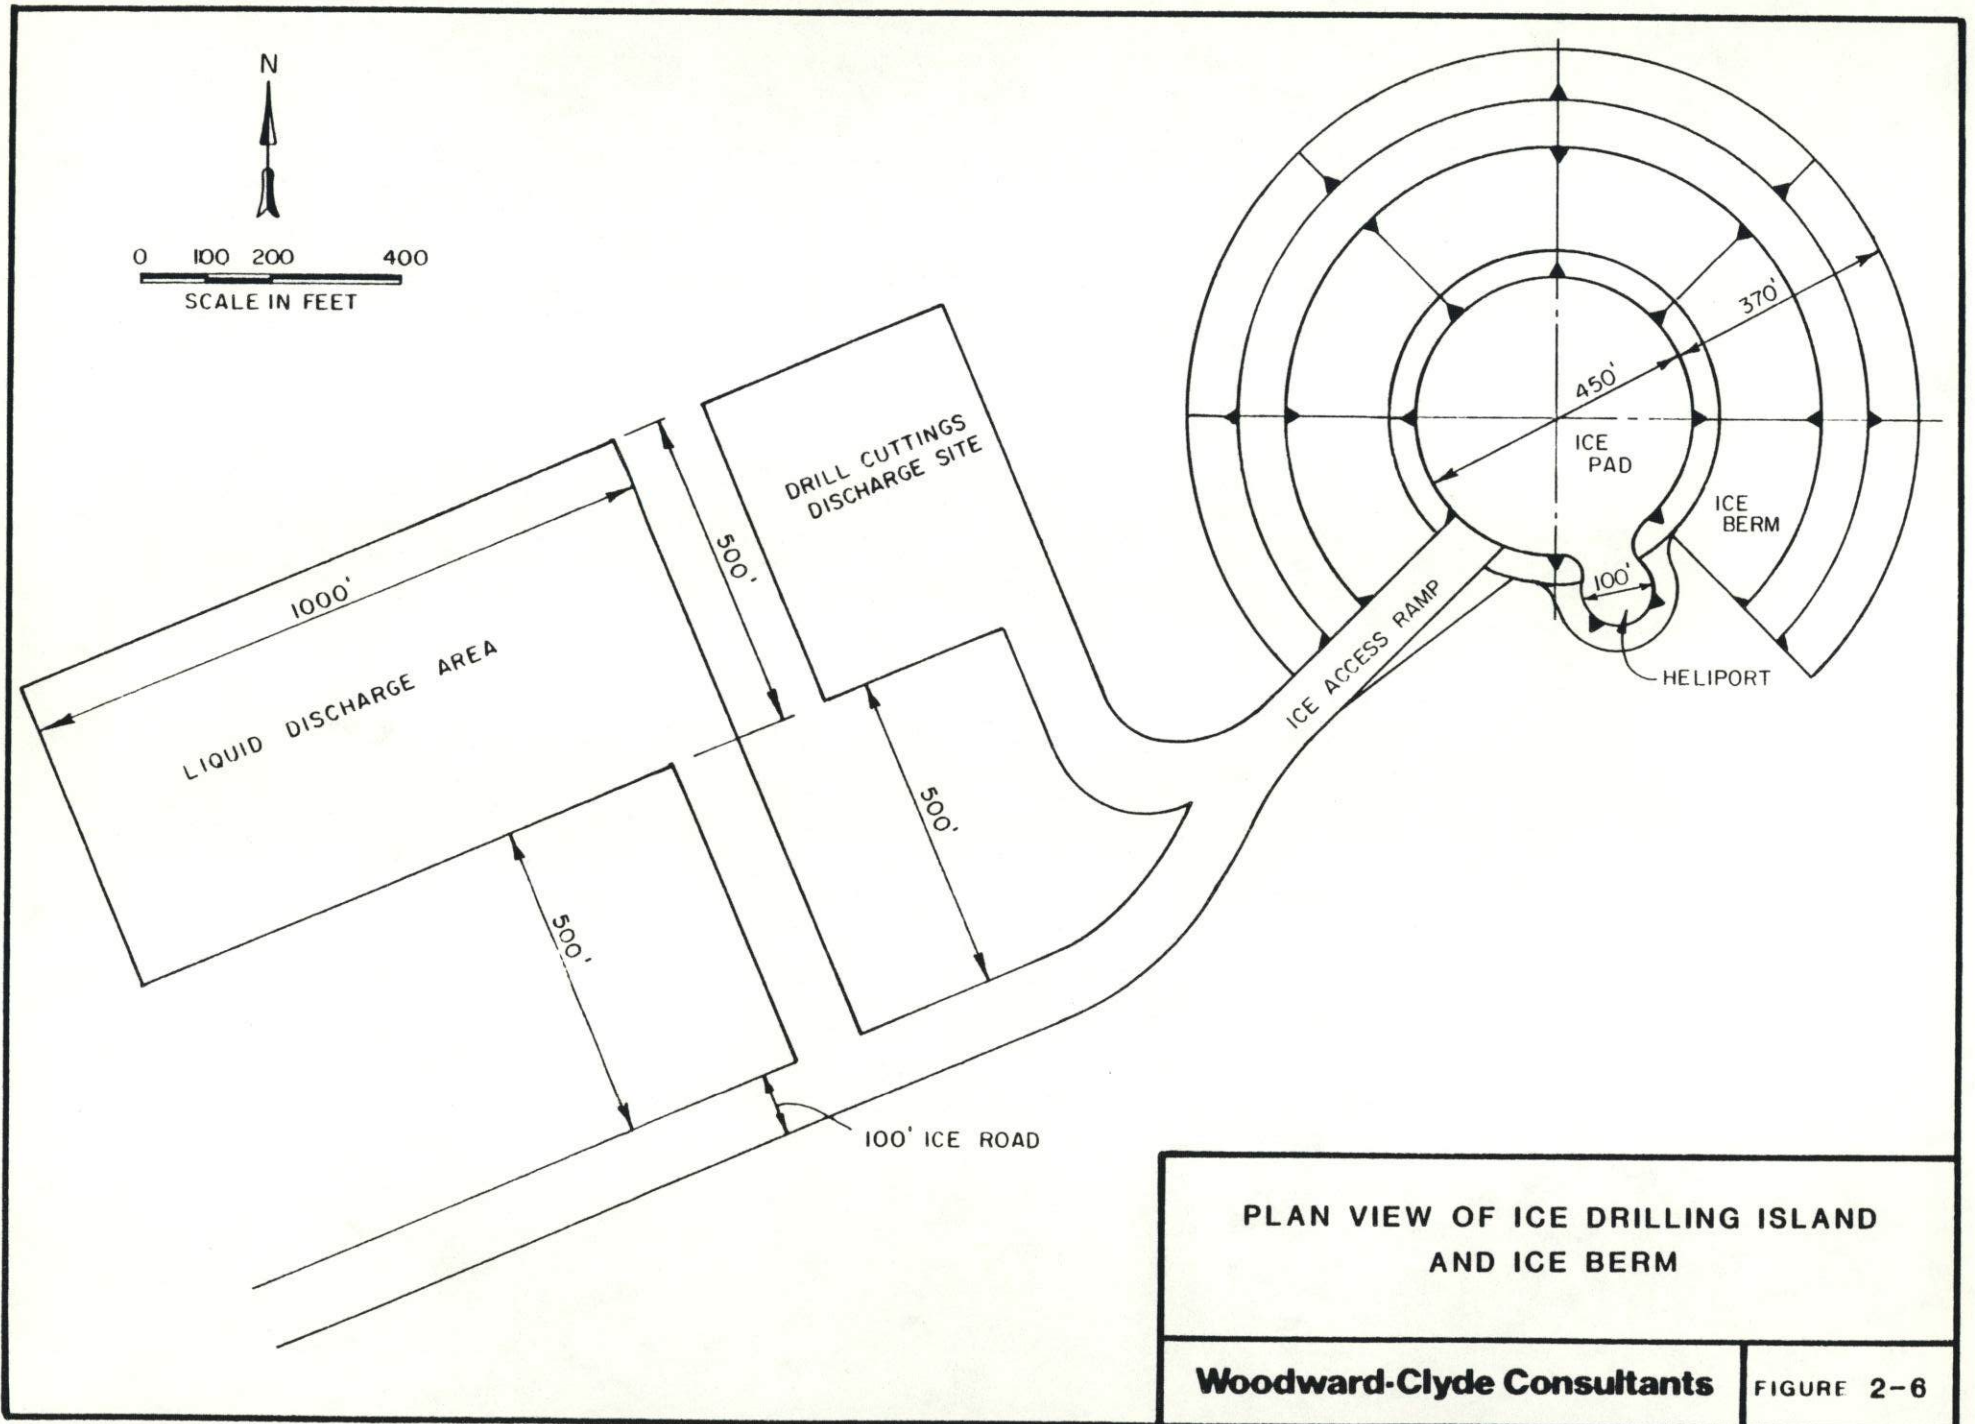 N
0 100 200 400
SCALE IN FEET
DRILL CUTTINGS
DISCHARGE SITE
500'
1000'
LIQUID DISCHARGE AREA
500'
500'
100' ICE ROAD
370'
450'
ICE
PAD
ICE
BERM
100'
HELIPORT
ICE ACCESS RAMP
PLAN VIEW OF ICE DRILLING ISLAND
AND ICE BERM
Woodward-Clyde Consultants
FIGURE 2-6